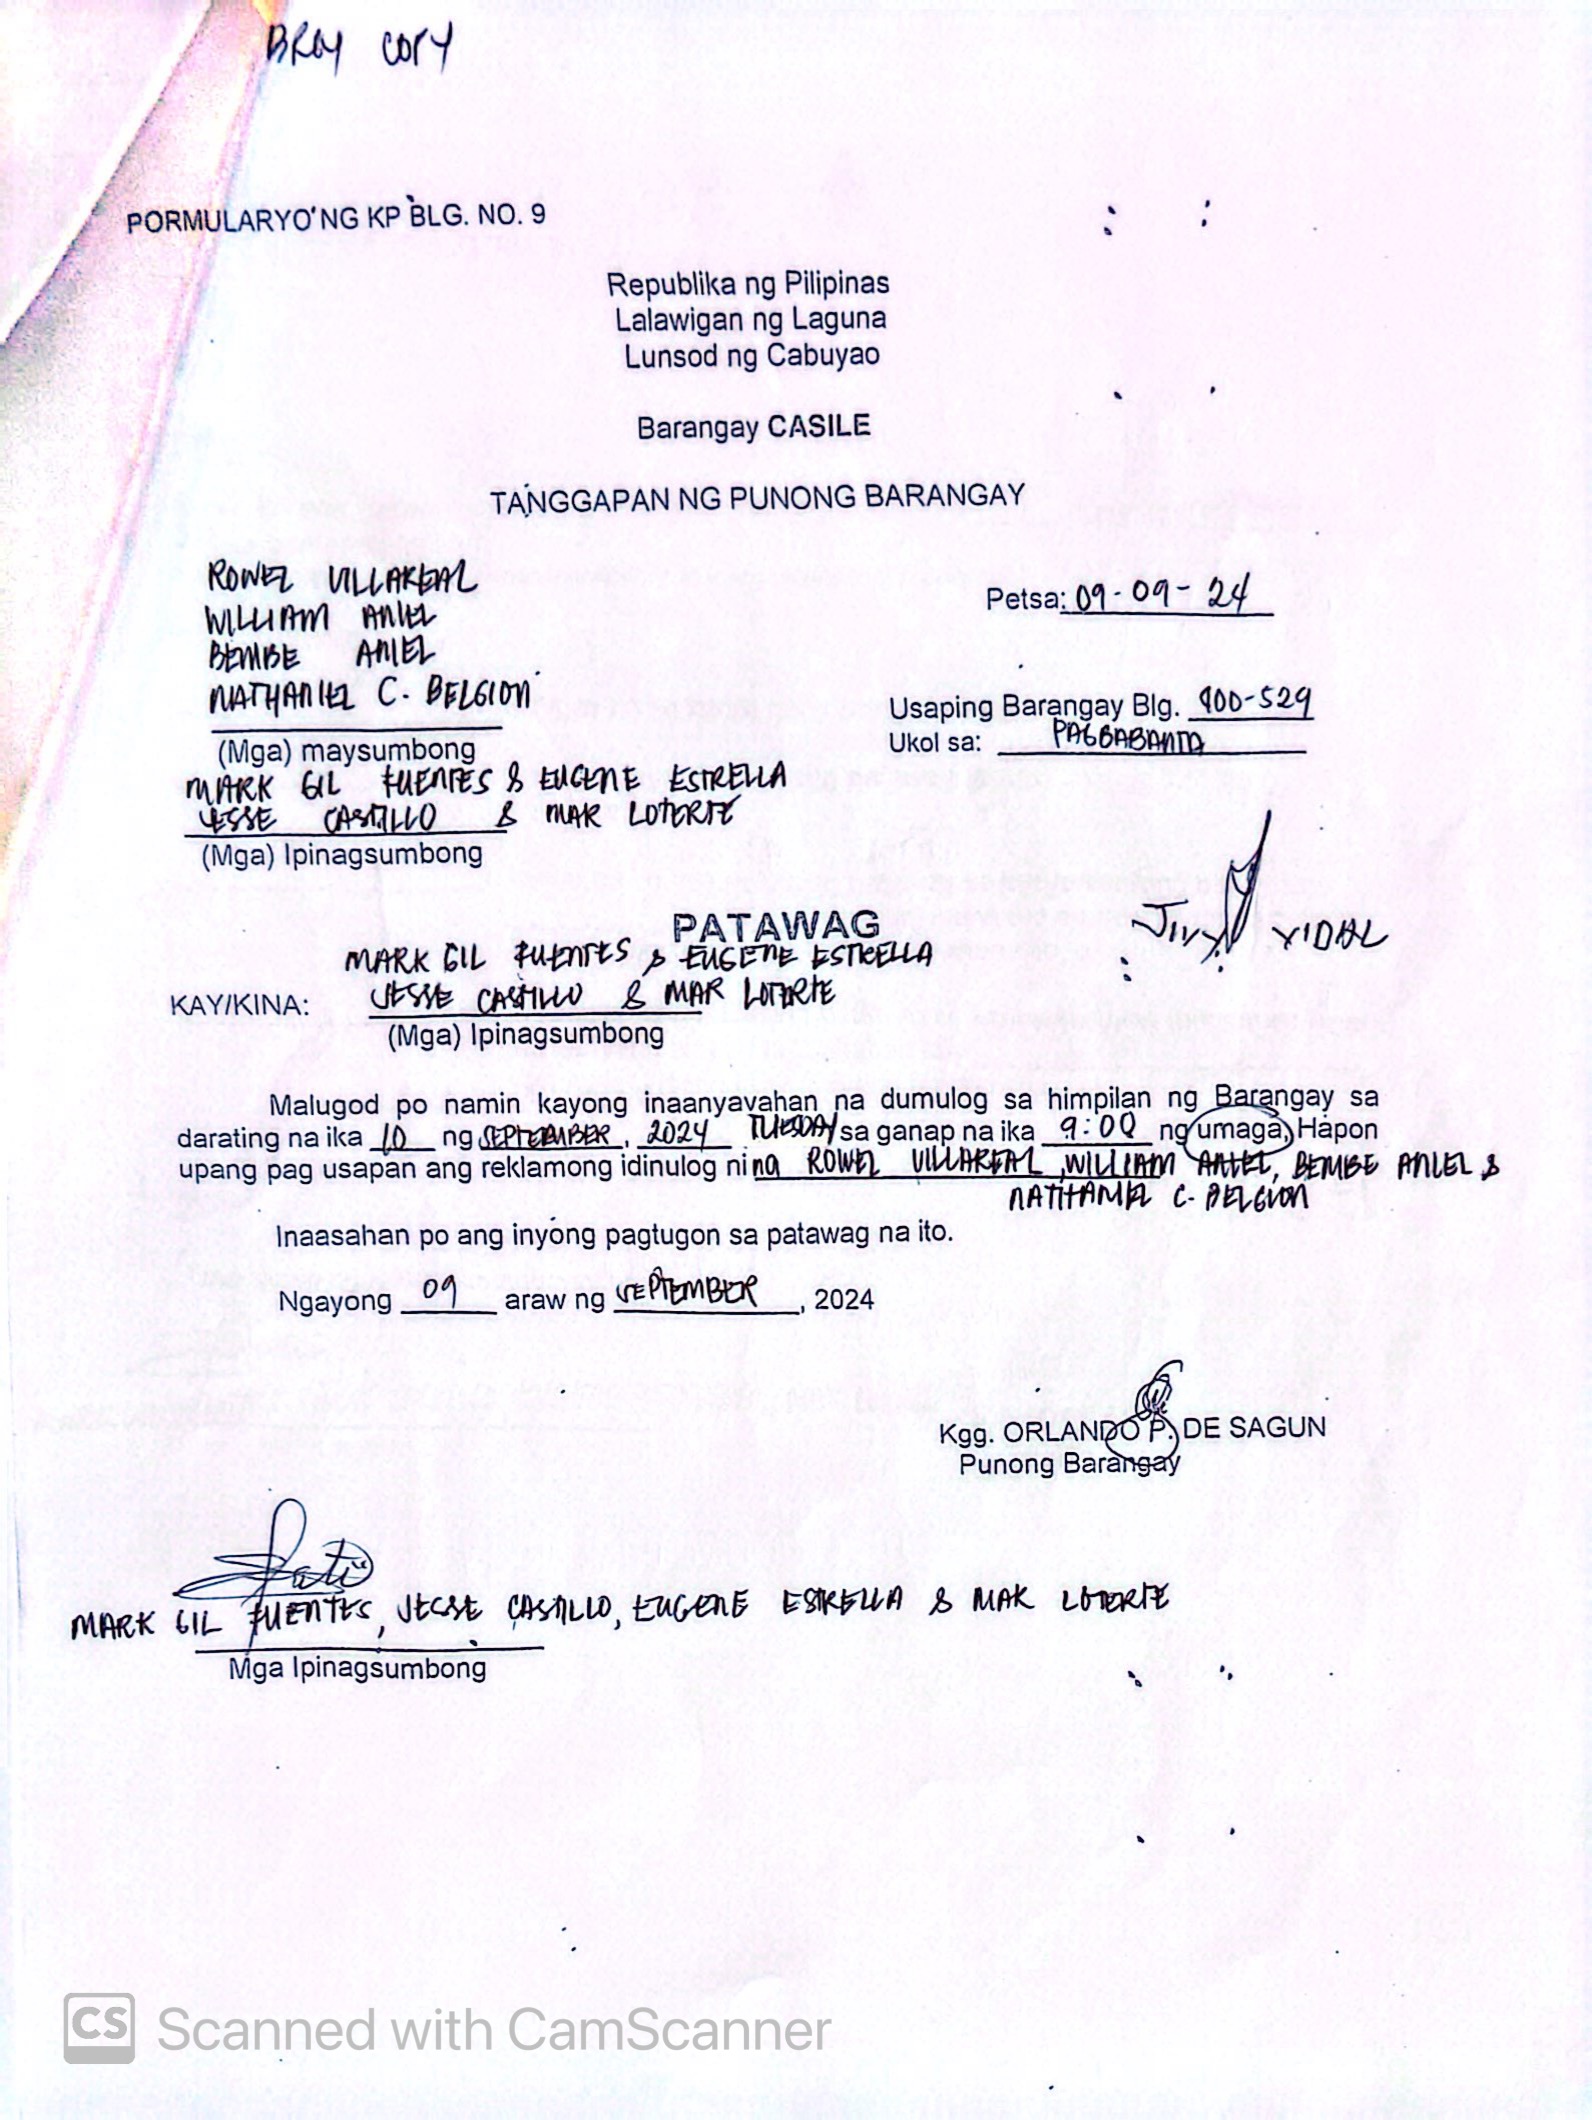 BRGY COPY
PORMULARYO NG KP BLG. NO. 9
Republika ng Pilipinas
Lalawigan ng Laguna
Lunsod ng Cabuyao
Barangay CASILE
TANGGAPAN NG PUNONG BARANGAY
ROWEL VILLAREAL
WILLIAM ANIEL
BEMBE ANIEL
NATHANIEL C. BELGION
(Mga) maysumbong
Petsa: 09-09-24
Usaping Barangay Blg. 900-529
Ukol sa: PAGBABANTA
MARK GIL FUENTES & EUGENE ESTRELLA
JESSE CASTILLO & MAR LOTERTE
(Mga) Ipinagsumbong
PATAWAG
VIDAL
MARK GIL FUENTES & EUGENE ESTRELLA
KAY/KINA: JESSE CASTILLO & MAR LOTERTE
(Mga) Ipinagsumbong
Malugod po namin kayong inaanyayahan na dumulog sa himpilan ng Barangay sa
darating na ika 10 ng SEPTEMBER, 2024 TUESDAY sa ganap na ika 9:00 ng umaga, Hapon
upang pag usapan ang reklamong idinulog ni na ROWEL VILLAREAL, WILLIAM ANIEL, BEMBE ANIEL &
NATHANIEL C. BELGION
Inaasahan po ang inyong pagtugon sa patawag na ito.
Ngayong 09 araw ng SEPTEMBER, 2024
Kgg. ORLANDO P. DE SAGUN
Punong Barangay
MARK GIL FUENTES, JESSE CASTILLO, EUGENE ESTRELLA & MAR LOTERTE
Mga Ipinagsumbong
CS Scanned with CamScanner